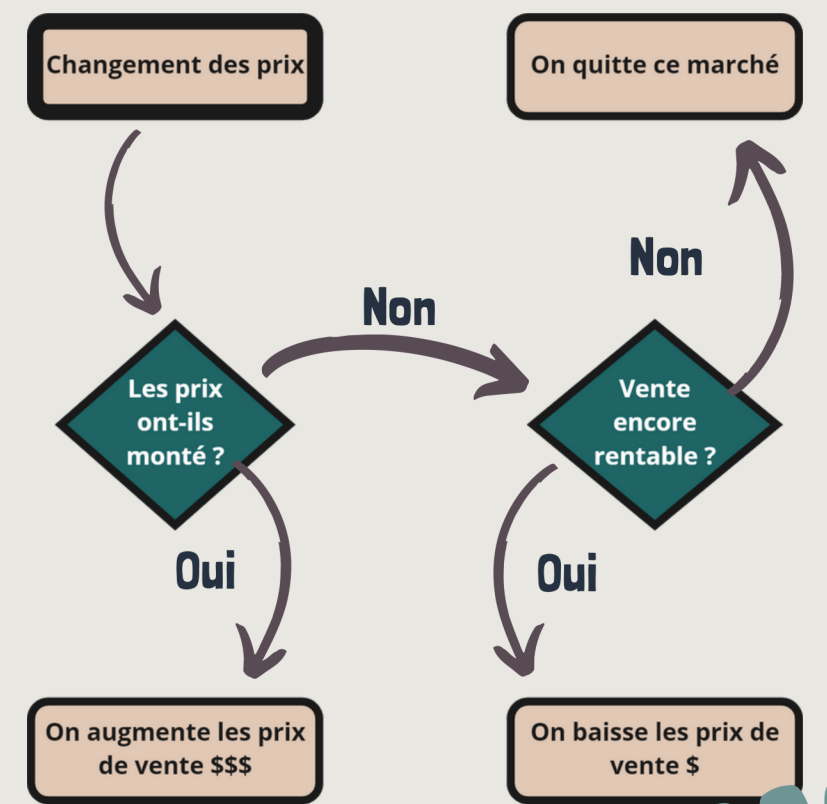 Changement des prix
On quitte ce marché
Non
Non
Les prix
ont-ils
monté ?
Vente
encore
rentable ?
Oui
Oui
On augmente les prix
de vente $$$
On baisse les prix de
vente $